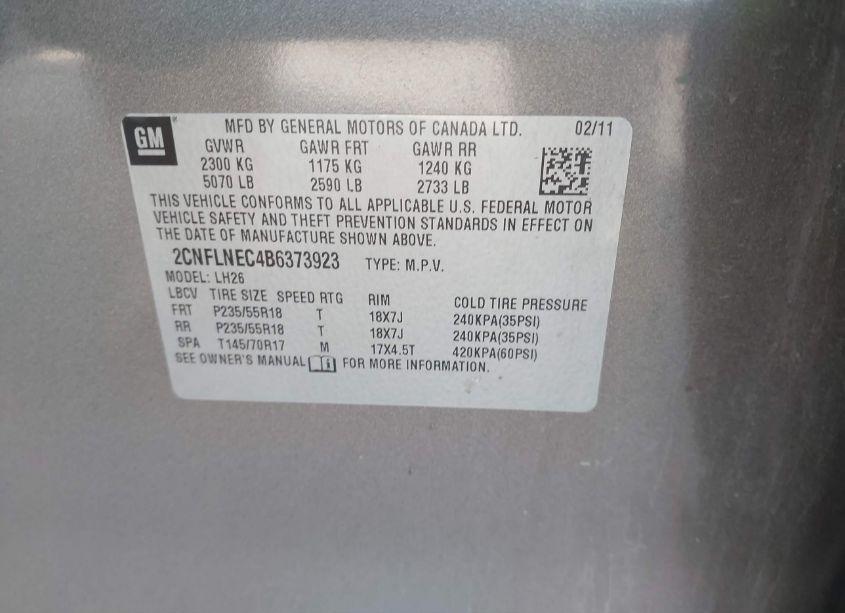 GM MFD BY GENERAL MOTORS OF CANADA LTD. 02/11
GVWR GAWR FRT GAWR RR
2300 KG 1175 KG 1240 KG
5070 LB 2590 LB 2733 LB
THIS VEHICLE CONFORMS TO ALL APPLICABLE U.S. FEDERAL MOTOR
VEHICLE SAFETY AND THEFT PREVENTION STANDARDS IN EFFECT ON
THE DATE OF MANUFACTURE SHOWN ABOVE.
2CNFLNEC4B6373923 TYPE: M.P.V.
MODEL: LH26
LBCV TIRE SIZE SPEED RTG RIM COLD TIRE PRESSURE
FRT P235/55R18 T 18X7J 240KPA(35PSI)
RR P235/55R18 T 18X7J 240KPA(35PSI)
SPA T145/70R17 M 17X4.5T 420KPA(60PSI)
SEE OWNER'S MANUAL FOR MORE INFORMATION.